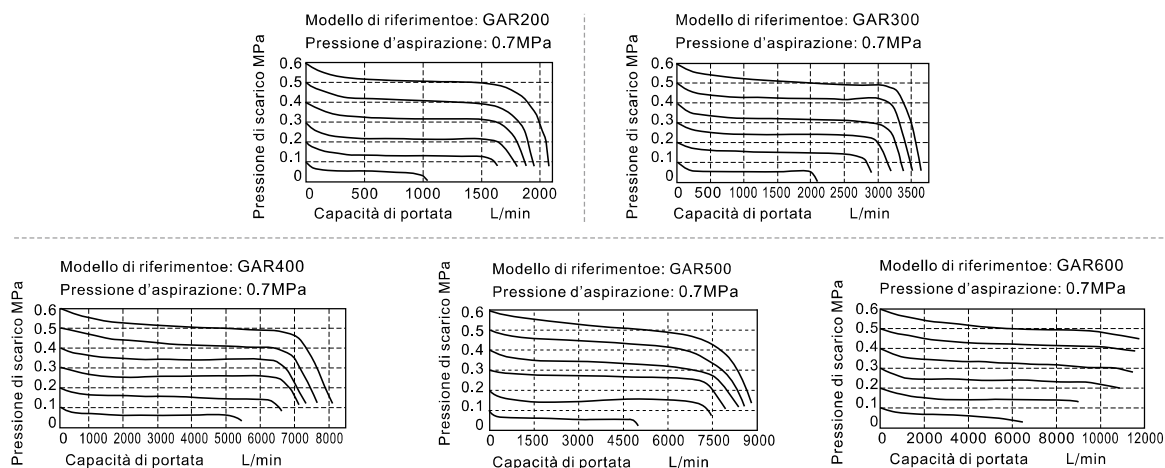 Modello di riferimentoe: GAR200
Pressione d'aspirazione: 0.7MPa
Pressione di scarico MPa
0.6
0.5
0.4
0.3
0.2
0.1
0
0 500 1000 1500 2000
Capacità di portata L/min
Modello di riferimentoe: GAR300
Pressione d'aspirazione: 0.7MPa
Pressione di scarico MPa
0.6
0.5
0.4
0.3
0.2
0.1
0
0 500 1000 1500 2000 2500 3000 3500
Capacità di portata L/min
Modello di riferimentoe: GAR400
Pressione d'aspirazione: 0.7MPa
Pressione di scarico MPa
0.6
0.5
0.4
0.3
0.2
0.1
0
0 1000 2000 3000 4000 5000 6000 7000 8000
Capacità di portata L/min
Modello di riferimentoe: GAR500
Pressione d'aspirazione: 0.7MPa
Pressione di scarico MPa
0.6
0.5
0.4
0.3
0.2
0.1
0
0 1500 3000 4500 6000 7500 9000
Capacità di portata L/min
Modello di riferimentoe: GAR600
Pressione d'aspirazione: 0.7MPa
Pressione di scarico MPa
0.6
0.5
0.4
0.3
0.2
0.1
0
0 2000 4000 6000 8000 10000 12000
Capacità di portata L/min